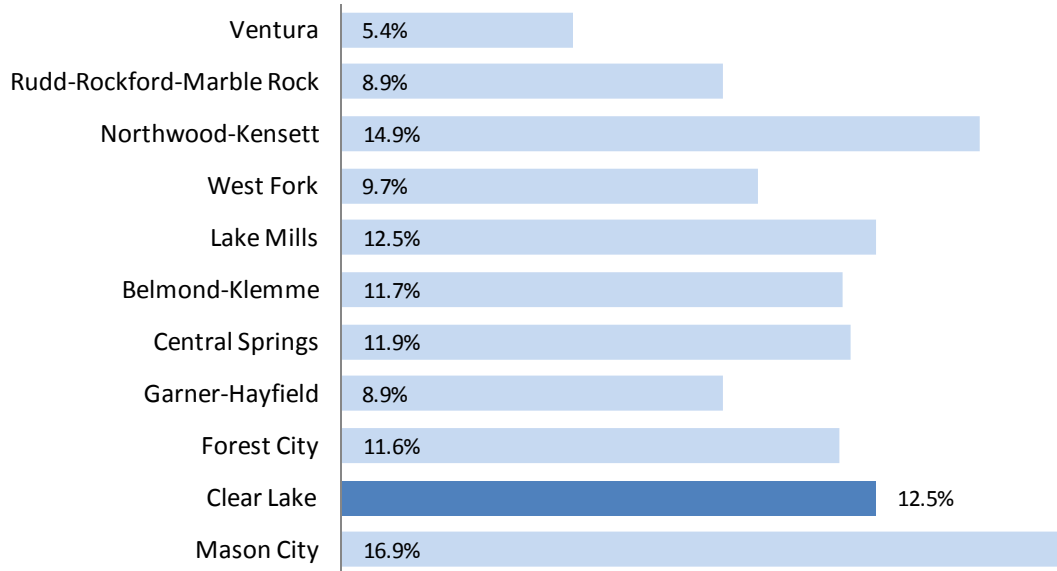 Ventura 5.4%
Rudd-Rockford-Marble Rock 8.9%
Northwood-Kensett 14.9%
West Fork 9.7%
Lake Mills 12.5%
Belmond-Klemme 11.7%
Central Springs 11.9%
Garner-Hayfield 8.9%
Forest City 11.6%
Clear Lake 12.5%
Mason City 16.9%